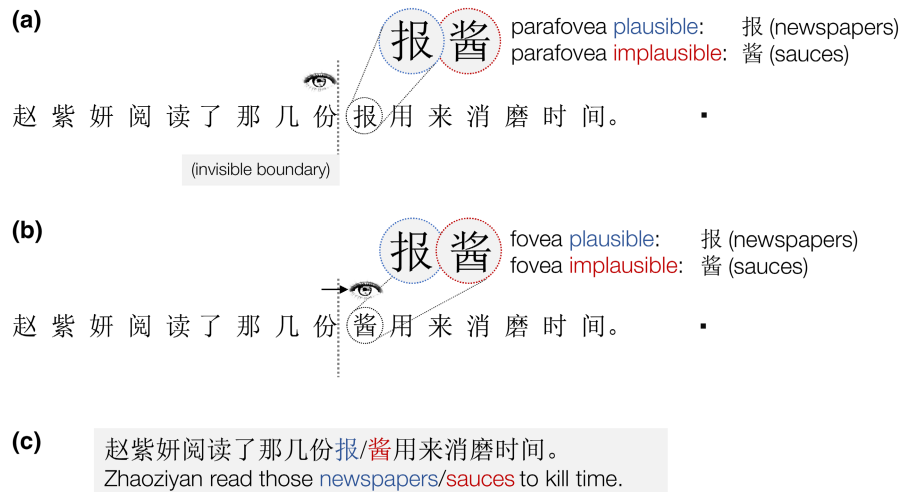 (a)
报 酱
parafovea plausible: 报 (newspapers)
parafovea implausible: 酱 (sauces)
赵 紫 妍 阅 读 了 那 几 份 报 用 来 消 磨 时 间。
(invisible boundary)
(b)
报 酱
fovea plausible: 报 (newspapers)
fovea implausible: 酱 (sauces)
赵 紫 妍 阅 读 了 那 几 份 酱 用 来 消 磨 时 间。
(c)
赵紫妍阅读了那几份报/酱用来消磨时间。
Zhaoziyan read those newspapers/sauces to kill time.